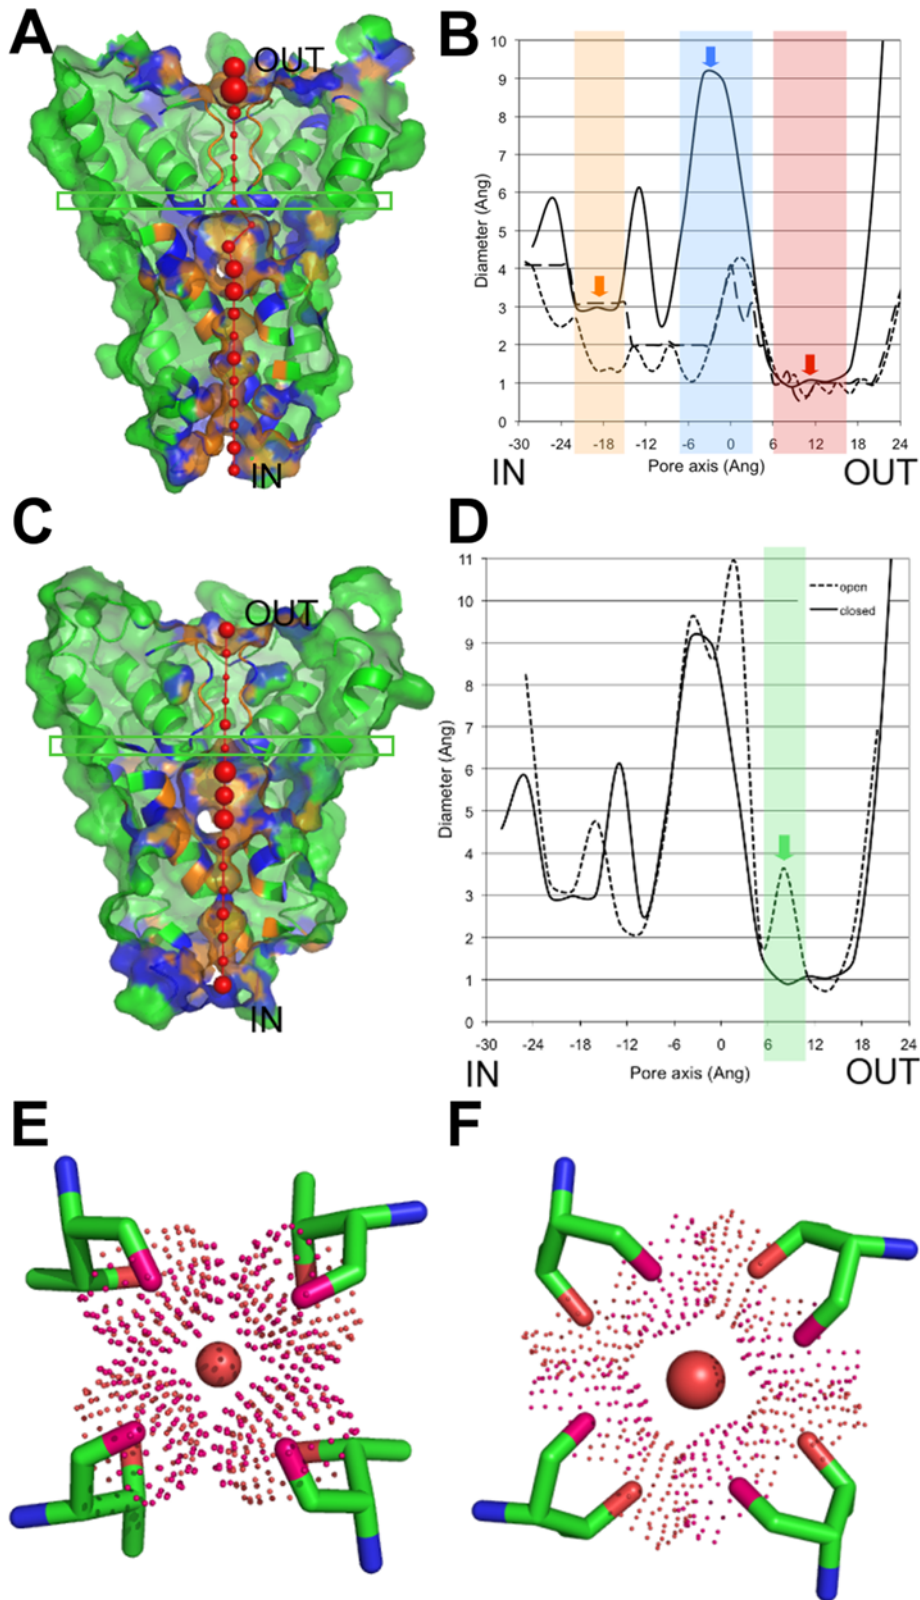 A
OUT
IN
B
10
9
8
7
6
5
4
3
2
1
0
Diameter (Ang)
-30 -24 -18 -12 -6 0 6 12 18 24
Pore axis (Ang)
IN
OUT
C
OUT
IN
D
11
10
9
8
7
6
5
4
3
2
1
0
Diameter (Ang)
open
closed
-30 -24 -18 -12 -6 0 6 12 18 24
Pore axis (Ang)
IN
OUT
E
F